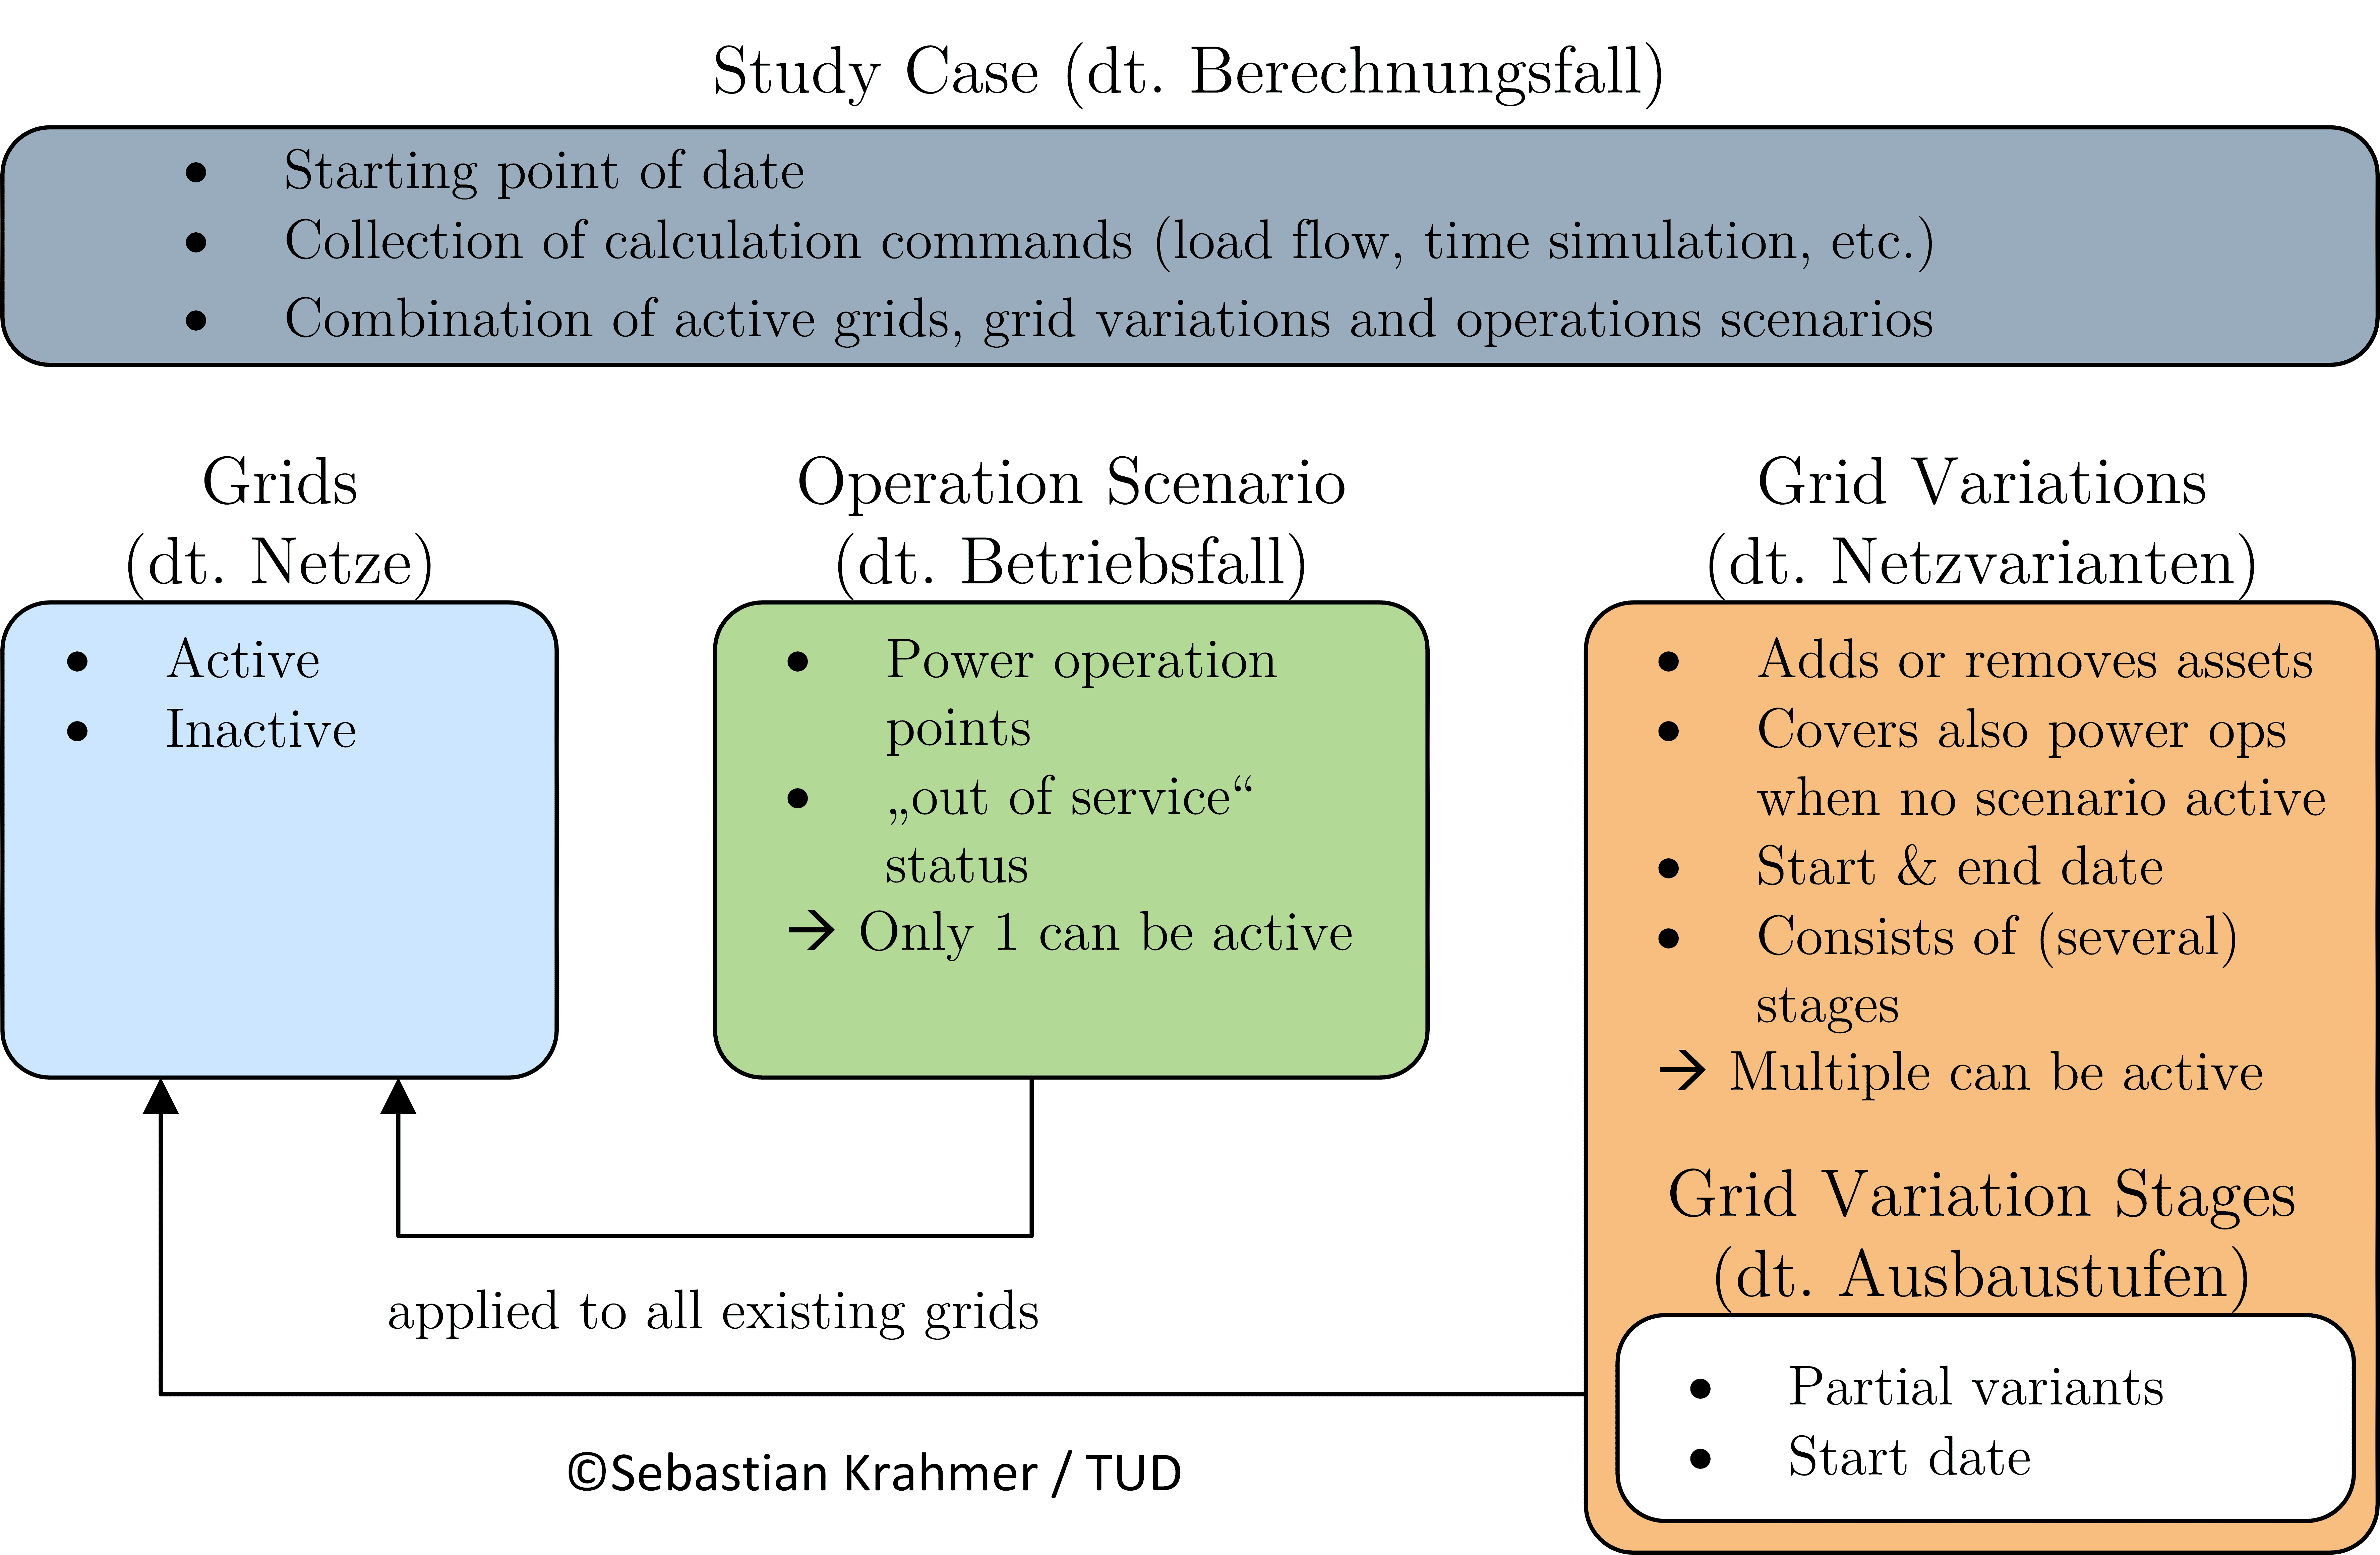 Study Case (dt. Berechnungsfall)
• Starting point of date
• Collection of calculation commands (load flow, time simulation, etc.)
• Combination of active grids, grid variations and operations scenarios
Grids
(dt. Netze)
• Active
• Inactive
Operation Scenario
(dt. Betriebsfall)
• Power operation
points
• „out of service“
status
→ Only 1 can be active
Grid Variations
(dt. Netzvarianten)
• Adds or removes assets
• Covers also power ops
when no scenario active
• Start & end date
• Consists of (several)
stages
→ Multiple can be active
Grid Variation Stages
(dt. Ausbaustufen)
• Partial variants
• Start date
applied to all existing grids
©Sebastian Krahmer / TUD